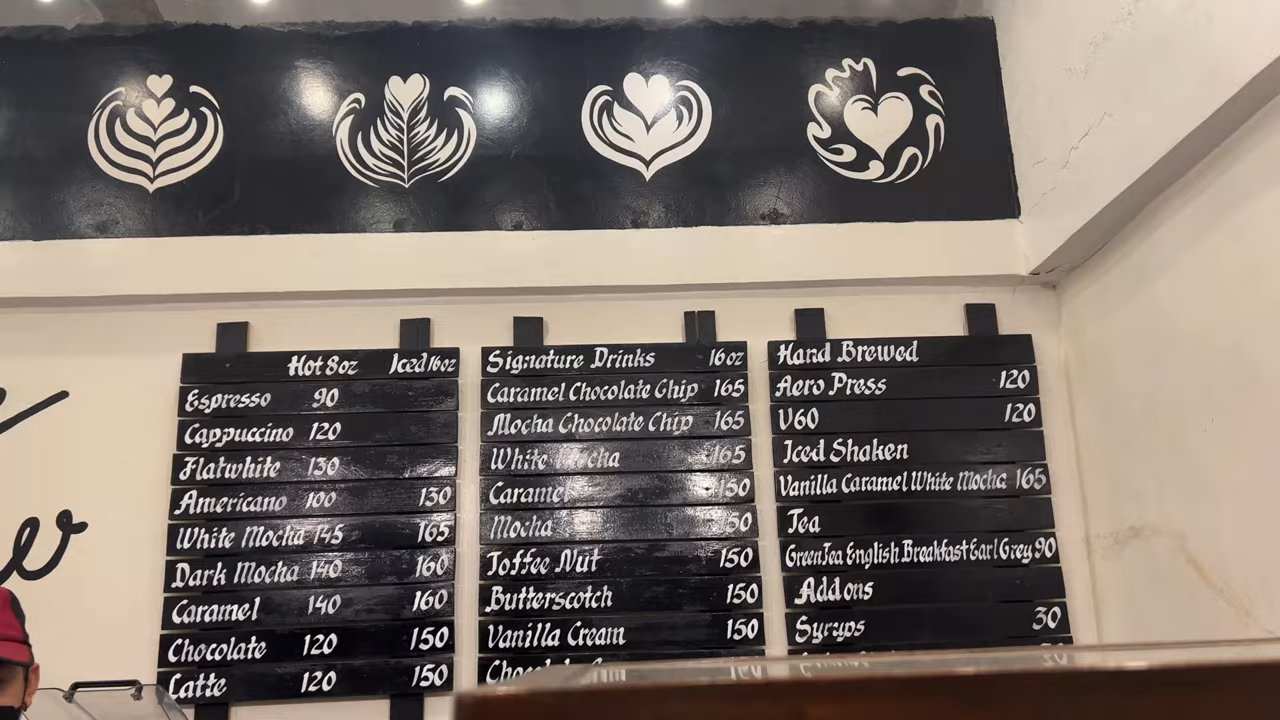 Hot 8oz Iced 16oz
Espresso 90
Cappuccino 120
Flatwhite 130
Americano 100 130
White Mocha 145 165
Dark Mocha 140 160
Caramel 140 160
Chocolate 120 150
Latte 120 150
Signature Drinks 16oz
Caramel Chocolate Chip 165
Mocha Chocolate Chip 165
White Mocha 165
Caramel 150
Mocha 150
Toffee Nut 150
Butterscotch 150
Vanilla Cream 150
Hand Brewed
Aero Press 120
V60 120
Iced Shaken
Vanilla Caramel White Mocha 165
Tea
Green Tea English Breakfast Earl Grey 90
Add ons
Syrups 30